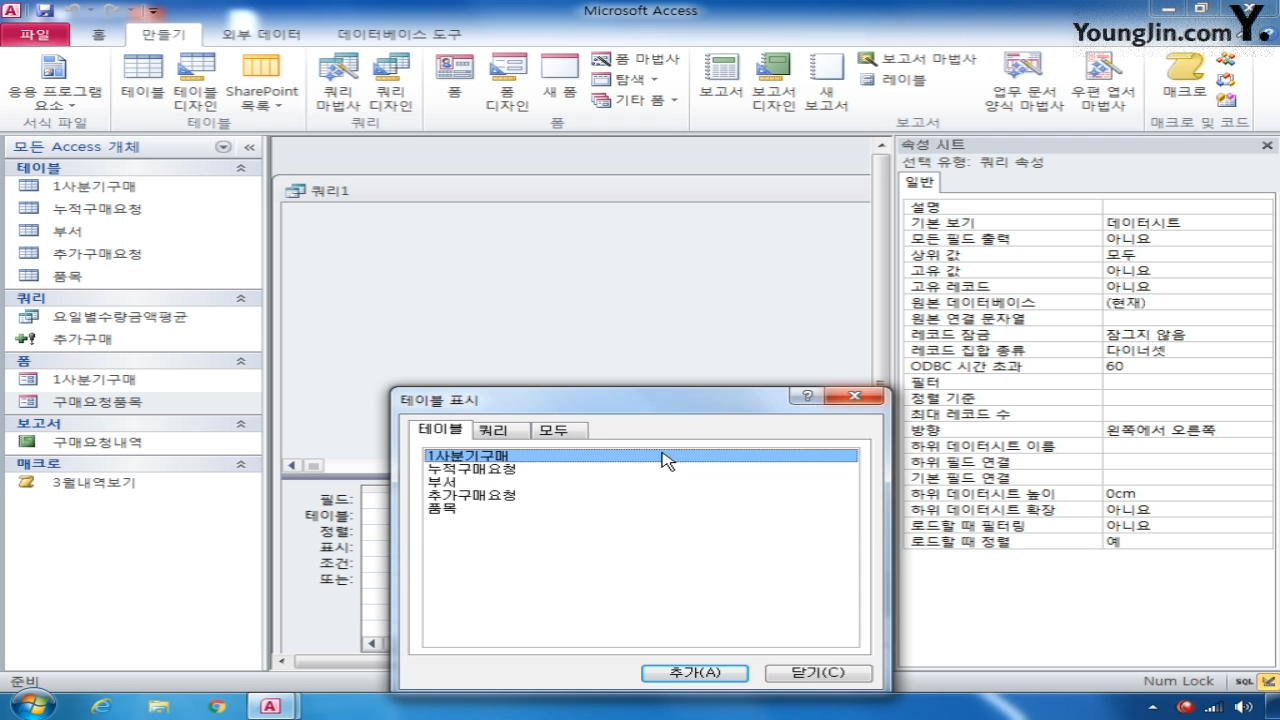 Microsoft Access
YoungJin.com Y.
파일 홈 만들기 외부 데이터 데이터베이스 도구
응용 프로그램 요소
서식 파일
테이블
테이블 디자인
SharePoint 목록
테이블
쿼리 마법사
쿼리 디자인
쿼리
폼
폼 디자인
새 폼
폼 마법사
탐색
기타 폼
폼
보고서
보고서 디자인
새 보고서
보고서 마법사
레이블
업무 문서 양식 마법사
우편 엽서 마법사
보고서
매크로
매크로 및 코드
모든 Access 개체
테이블
1사분기구매
누적구매요청
부서
추가구매요청
품목
쿼리
요일별수량금액평균
추가구매
폼
1사분기구매
구매요청품목
보고서
구매요청내역
매크로
3월내역보기
쿼리1
필드:
테이블:
정렬:
표시:
조건:
또는:
테이블 표시
테이블 쿼리 모두
1사분기구매
누적구매요청
부서
추가구매요청
품목
추가(A) 닫기(C)
속성 시트
선택 유형: 쿼리 속성
일반
설명
기본 보기 데이터시트
모든 필드 출력 아니요
상위 값 모두
고유 값 아니요
고유 레코드 아니요
원본 데이터베이스 (현재)
원본 연결 문자열
레코드 잠금 잠그지 않음
레코드 집합 종류 다이너셋
ODBC 시간 초과 60
필터
정렬 기준
최대 레코드 수
방향 왼쪽에서 오른쪽
하위 데이터시트 이름
하위 필드 연결
기본 필드 연결
하위 데이터시트 높이 0cm
하위 데이터시트 확장 아니요
로드할 때 필터링 아니요
로드할 때 정렬 예
준비
Num Lock
SQL